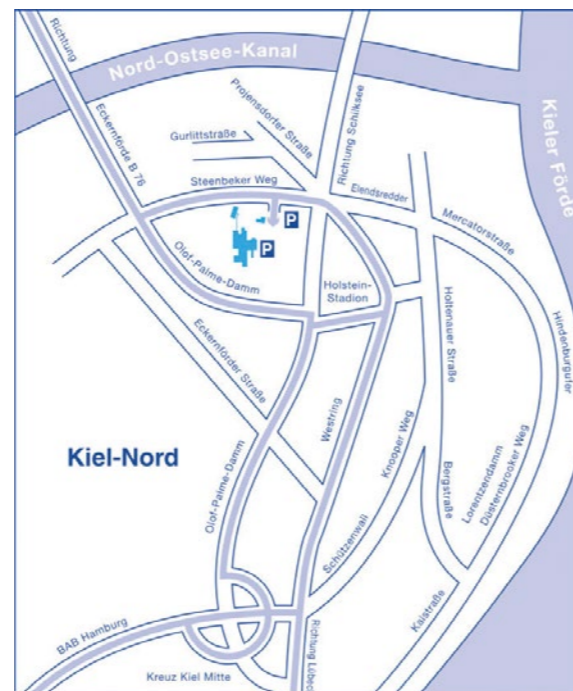 Richtung
Nord-Ostsee-Kanal
Kieler Förde
Eckernförde B 76
Projensdorfer Straße
Gurlittstraße
Richtung Schilksee
Steenbeker Weg
Elendsredder
Mercatorstraße
P
P
Olof-Palme-Damm
Holstein-
Stadion
Holtenauer Straße
Hindenburgufer
Eckernförder Straße
Westring
Knooper Weg
Kiel-Nord
Olof-Palme-Damm
Bergstraße
Lorentzendamm
Düsternbrooker Weg
Schützenwall
Kaistraße
BAB Hamburg
Richtung Lübeck
Kreuz Kiel Mitte